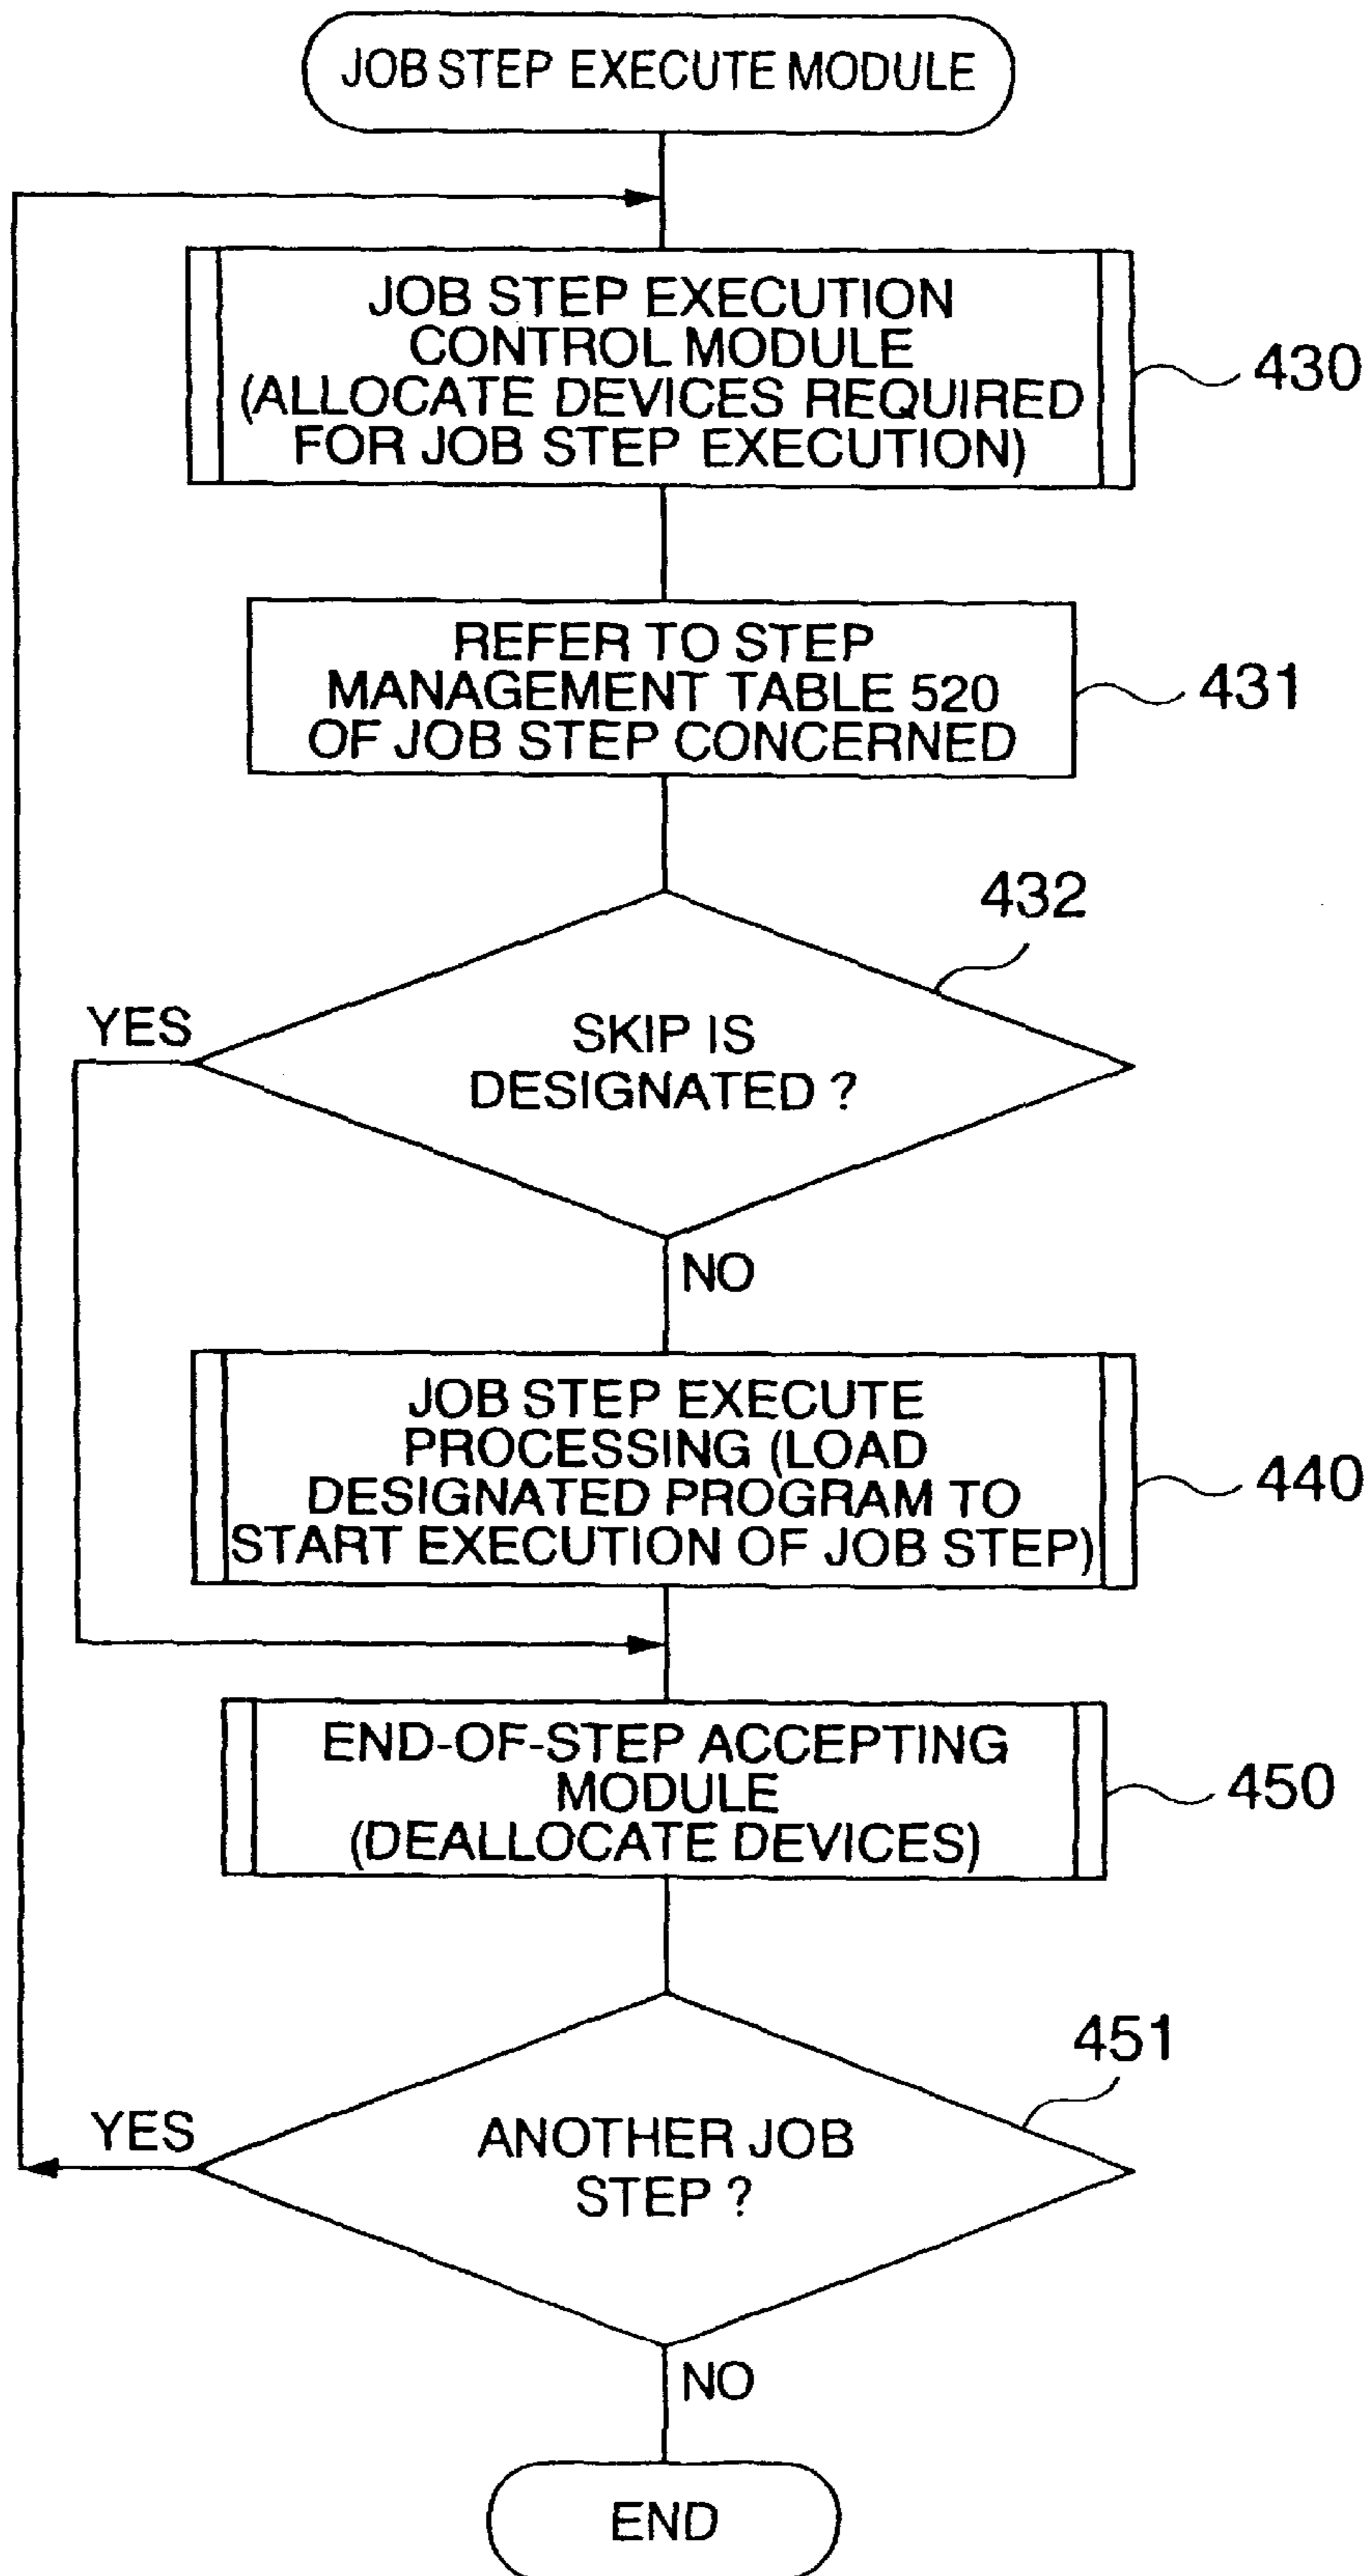 JOB STEP EXECUTE MODULE
JOB STEP EXECUTION
CONTROL MODULE
(ALLOCATE DEVICES REQUIRED
FOR JOB STEP EXECUTION)
430
REFER TO STEP
MANAGEMENT TABLE 520
OF JOB STEP CONCERNED
431
432
YES
SKIP IS
DESIGNATED ?
NO
JOB STEP EXECUTE
PROCESSING (LOAD
DESIGNATED PROGRAM TO
START EXECUTION OF JOB STEP)
440
END-OF-STEP ACCEPTING
MODULE
(DEALLOCATE DEVICES)
450
451
YES
ANOTHER JOB
STEP ?
NO
END